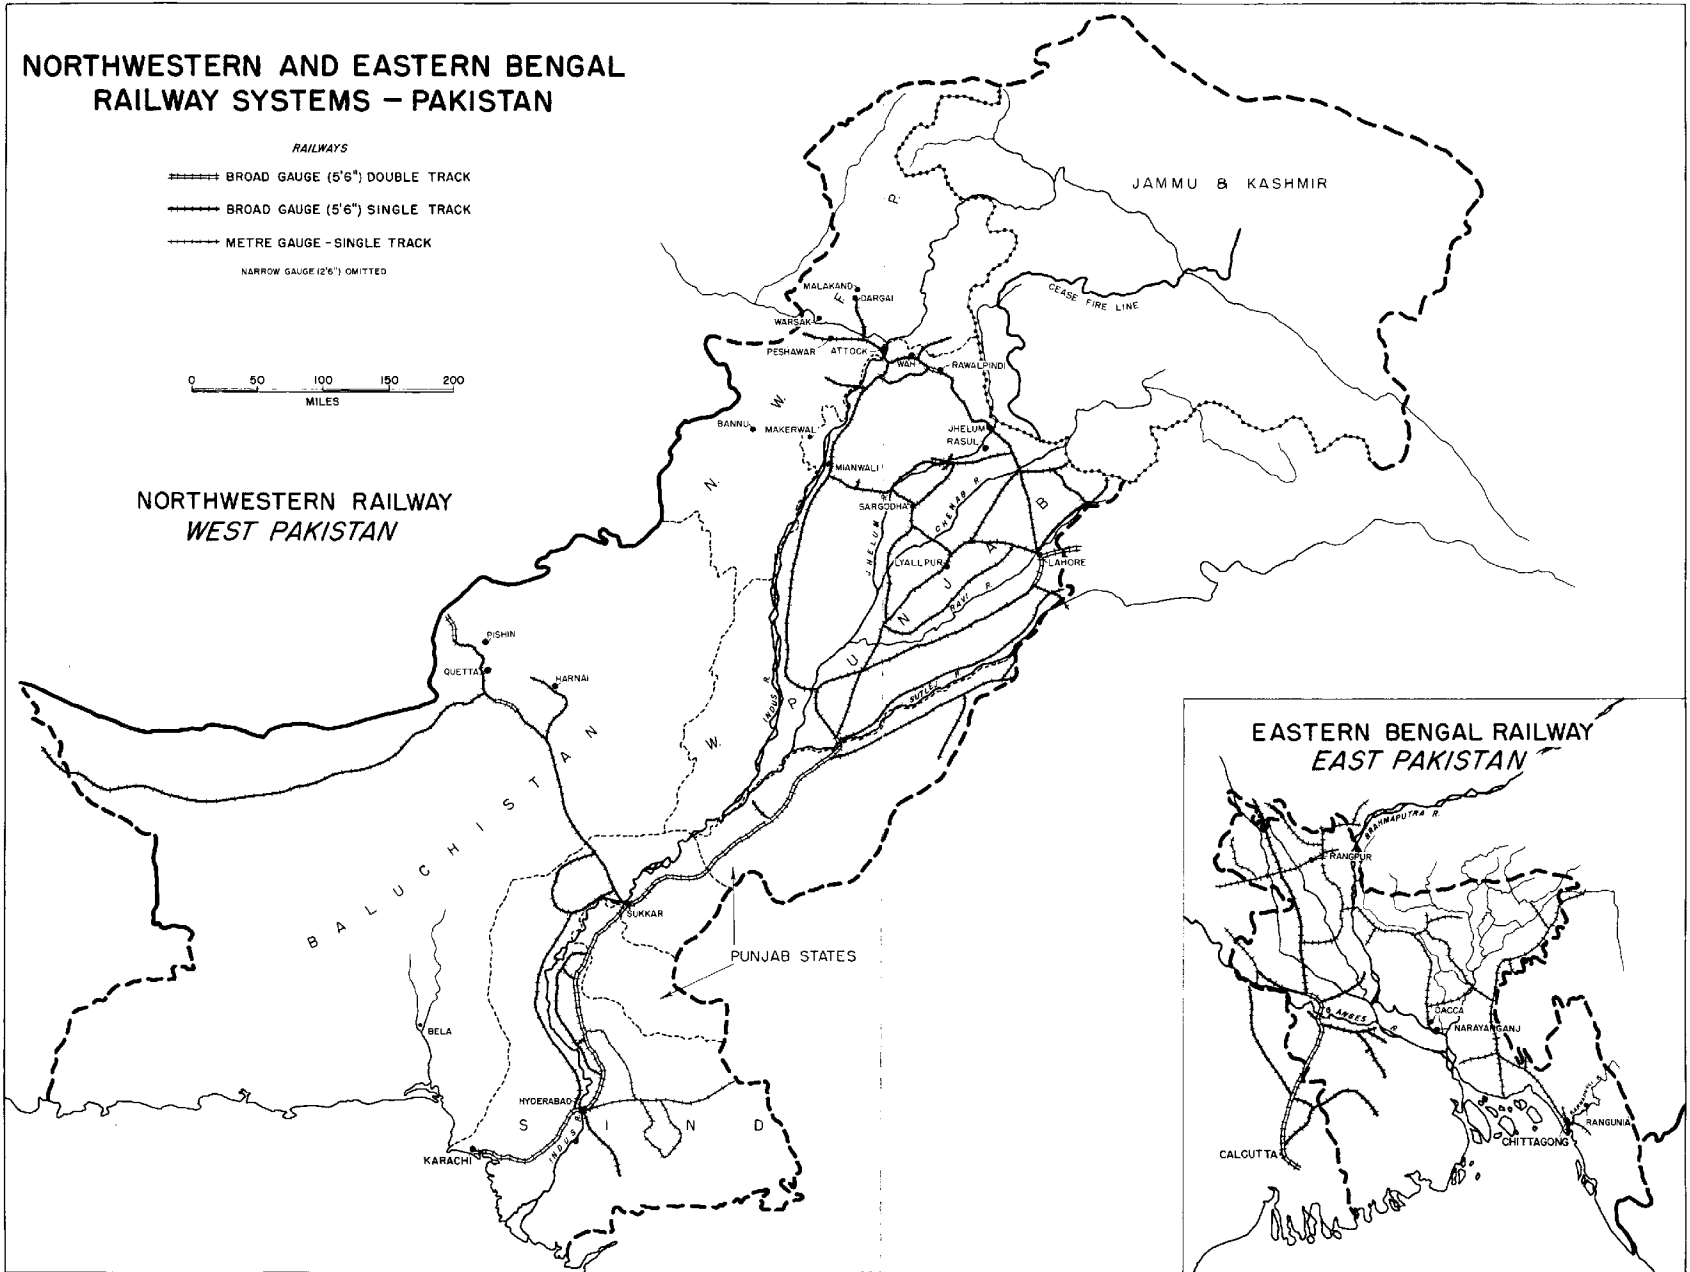 NORTHWESTERN AND EASTERN BENGAL
RAILWAY SYSTEMS – PAKISTAN
RAILWAYS
BROAD GAUGE (5'6") DOUBLE TRACK
BROAD GAUGE (5'6") SINGLE TRACK
METRE GAUGE - SINGLE TRACK
NARROW GAUGE (2'6") OMITTED
0 50 100 150 200
MILES
NORTHWESTERN RAILWAY
WEST PAKISTAN
JAMMU & KASHMIR
CEASE FIRE LINE
N. W. F. P.
MALAKAND
DARGAI
WARSAK
PESHAWAR
ATTOCK
WAH
RAWALPINDI
BANNU
MAKERWAL
JHELUM
RASUL
MIANWALI
SARGODHA
CHENAB R.
JHELUM R.
LYALLPUR
LAHORE
RAVI R.
PUNJAB
W. P.
INDUS R.
SUTLEJ R.
PISHIN
QUETTA
HARNAI
BALUCHISTAN
SUKKAR
PUNJAB STATES
BELA
HYDERABAD
SIND
INDUS R.
KARACHI
EASTERN BENGAL RAILWAY
EAST PAKISTAN
BRAHMAPUTRA R.
RANGPUR
GANGES R.
DACCA
NARAYANGANJ
RANGUNIA
CHITTAGONG
CALCUTTA